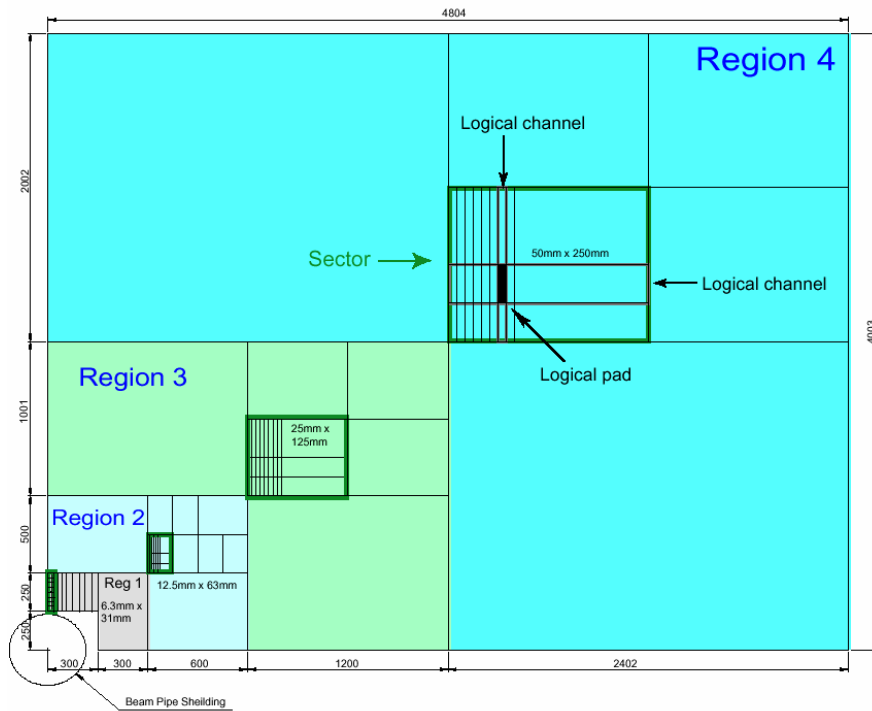 4804
Region 4
Logical channel
2002
Sector
50mm x 250mm
Logical channel
4003
Logical pad
Region 3
1001
25mm x
125mm
Region 2
500
Reg 1
12.5mm x 63mm
250
6.3mm x
31mm
250
300
300
600
1200
2402
Beam Pipe Sheilding